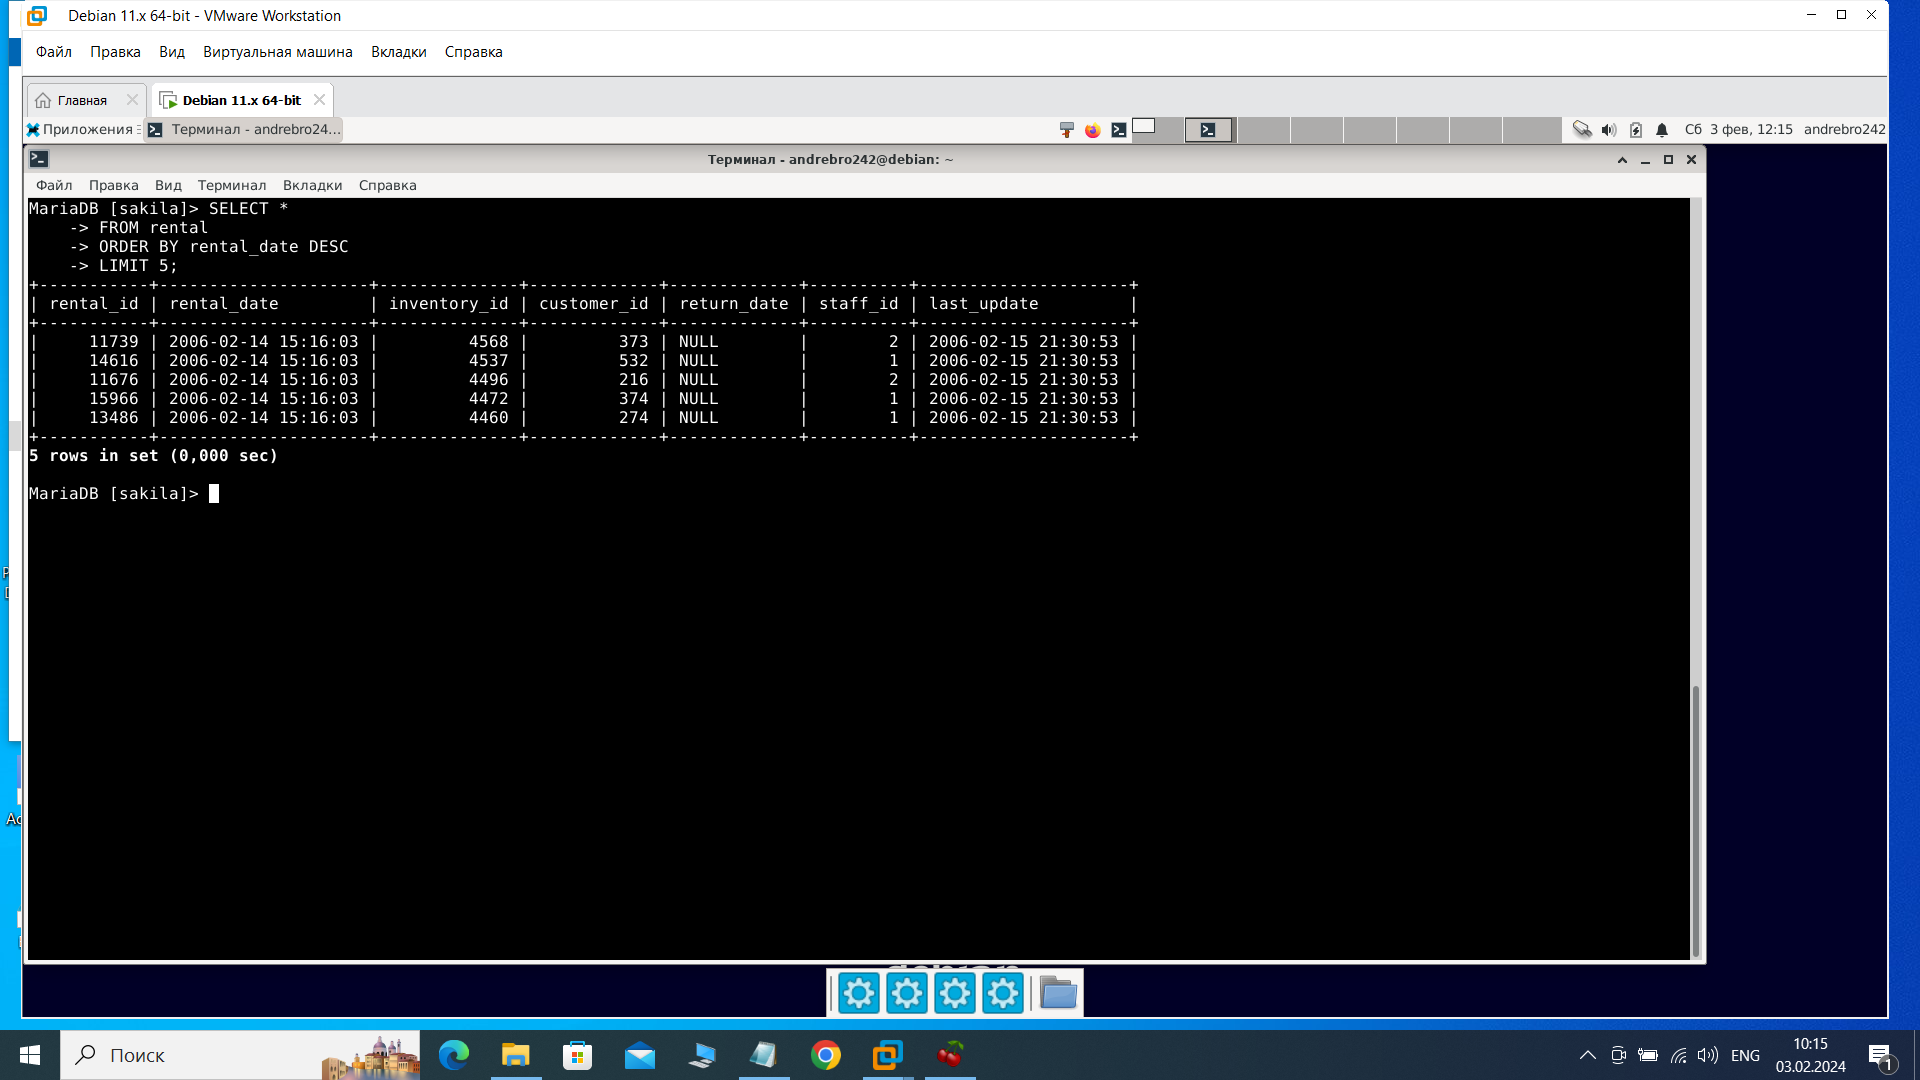 Debian 11.x 64-bit - VMware Workstation
Файл Правка Вид Виртуальная машина Вкладки Справка
Главная Debian 11.x 64-bit
Приложения Терминал - andrebro24... Сб 3 фев, 12:15 andrebro242
Терминал - andrebro242@debian: ~
Файл Правка Вид Терминал Вкладки Справка
MariaDB [sakila]> SELECT *
    -> FROM rental
    -> ORDER BY rental_date DESC
    -> LIMIT 5;
+-----------+---------------------+--------------+-------------+-------------+----------+---------------------+
| rental_id | rental_date         | inventory_id | customer_id | return_date | staff_id | last_update         |
+-----------+---------------------+--------------+-------------+-------------+----------+---------------------+
|     11739 | 2006-02-14 15:16:03 |         4568 |         373 | NULL        |        2 | 2006-02-15 21:30:53 |
|     14616 | 2006-02-14 15:16:03 |         4537 |         532 | NULL        |        1 | 2006-02-15 21:30:53 |
|     11676 | 2006-02-14 15:16:03 |         4496 |         216 | NULL        |        2 | 2006-02-15 21:30:53 |
|     15966 | 2006-02-14 15:16:03 |         4472 |         374 | NULL        |        1 | 2006-02-15 21:30:53 |
|     13486 | 2006-02-14 15:16:03 |         4460 |         274 | NULL        |        1 | 2006-02-15 21:30:53 |
+-----------+---------------------+--------------+-------------+-------------+----------+---------------------+
5 rows in set (0,000 sec)
MariaDB [sakila]>
Поиск
ENG
10:15
03.02.2024
1